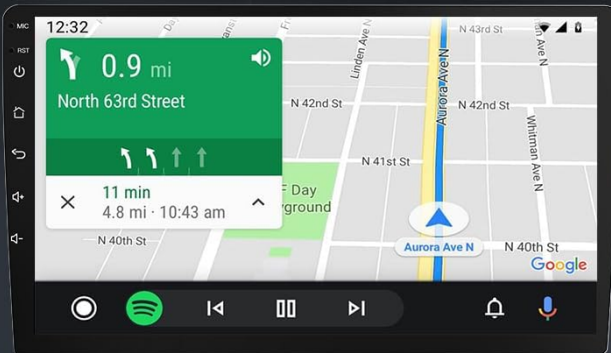 MIC
12:32
RST
0.9 mi
North 63rd Street
11 min
4.8 mi · 10:43 am
N 43rd St
Linden Ave N
N 42nd St
Aurora Ave N
N 42nd St
Whitman Ave N
N 41st St
F Day
yground
Aurora Ave N
N 40th St
N 40th St
Google